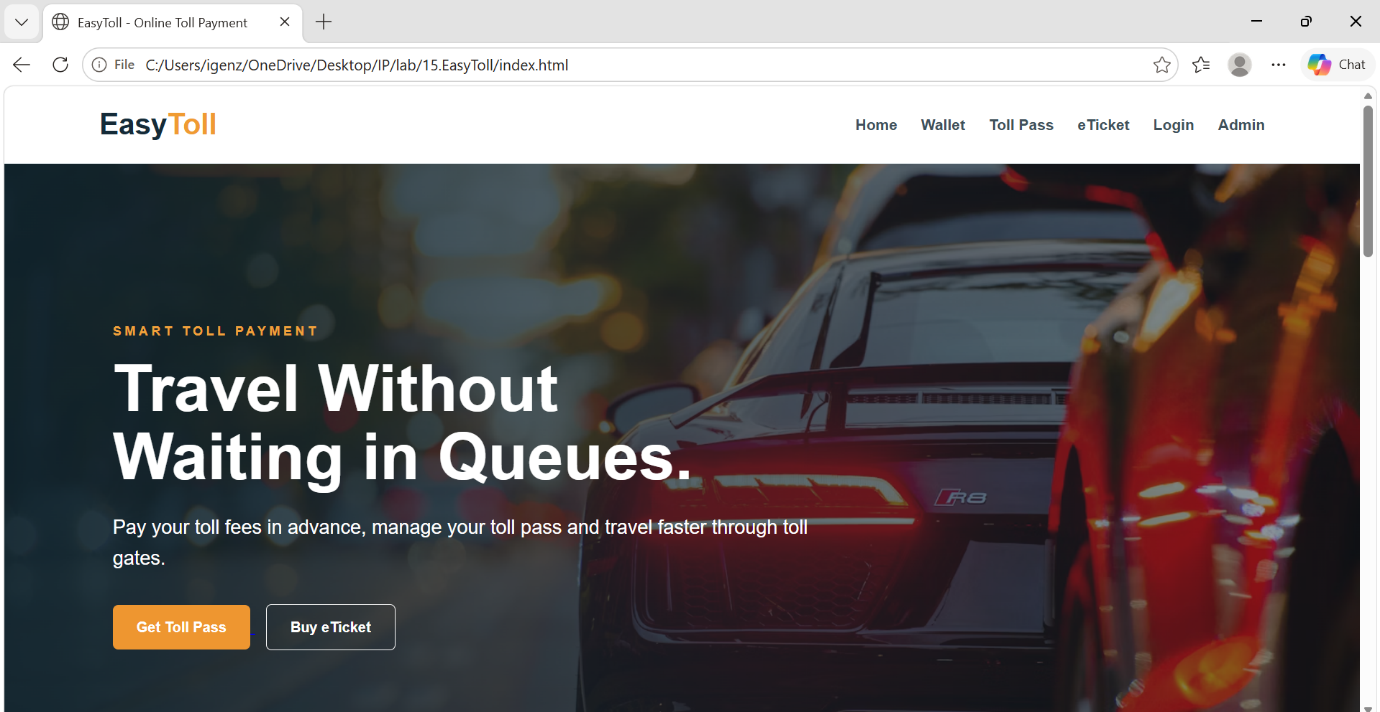 EasyToll - Online Toll Payment
File C:/Users/igenz/OneDrive/Desktop/IP/lab/15.EasyToll/index.html
Chat
EasyToll
Home Wallet Toll Pass eTicket Login Admin
SMART TOLL PAYMENT
Travel Without
Waiting in Queues.
Pay your toll fees in advance, manage your toll pass and travel faster through toll
gates.
R8
Get Toll Pass Buy eTicket